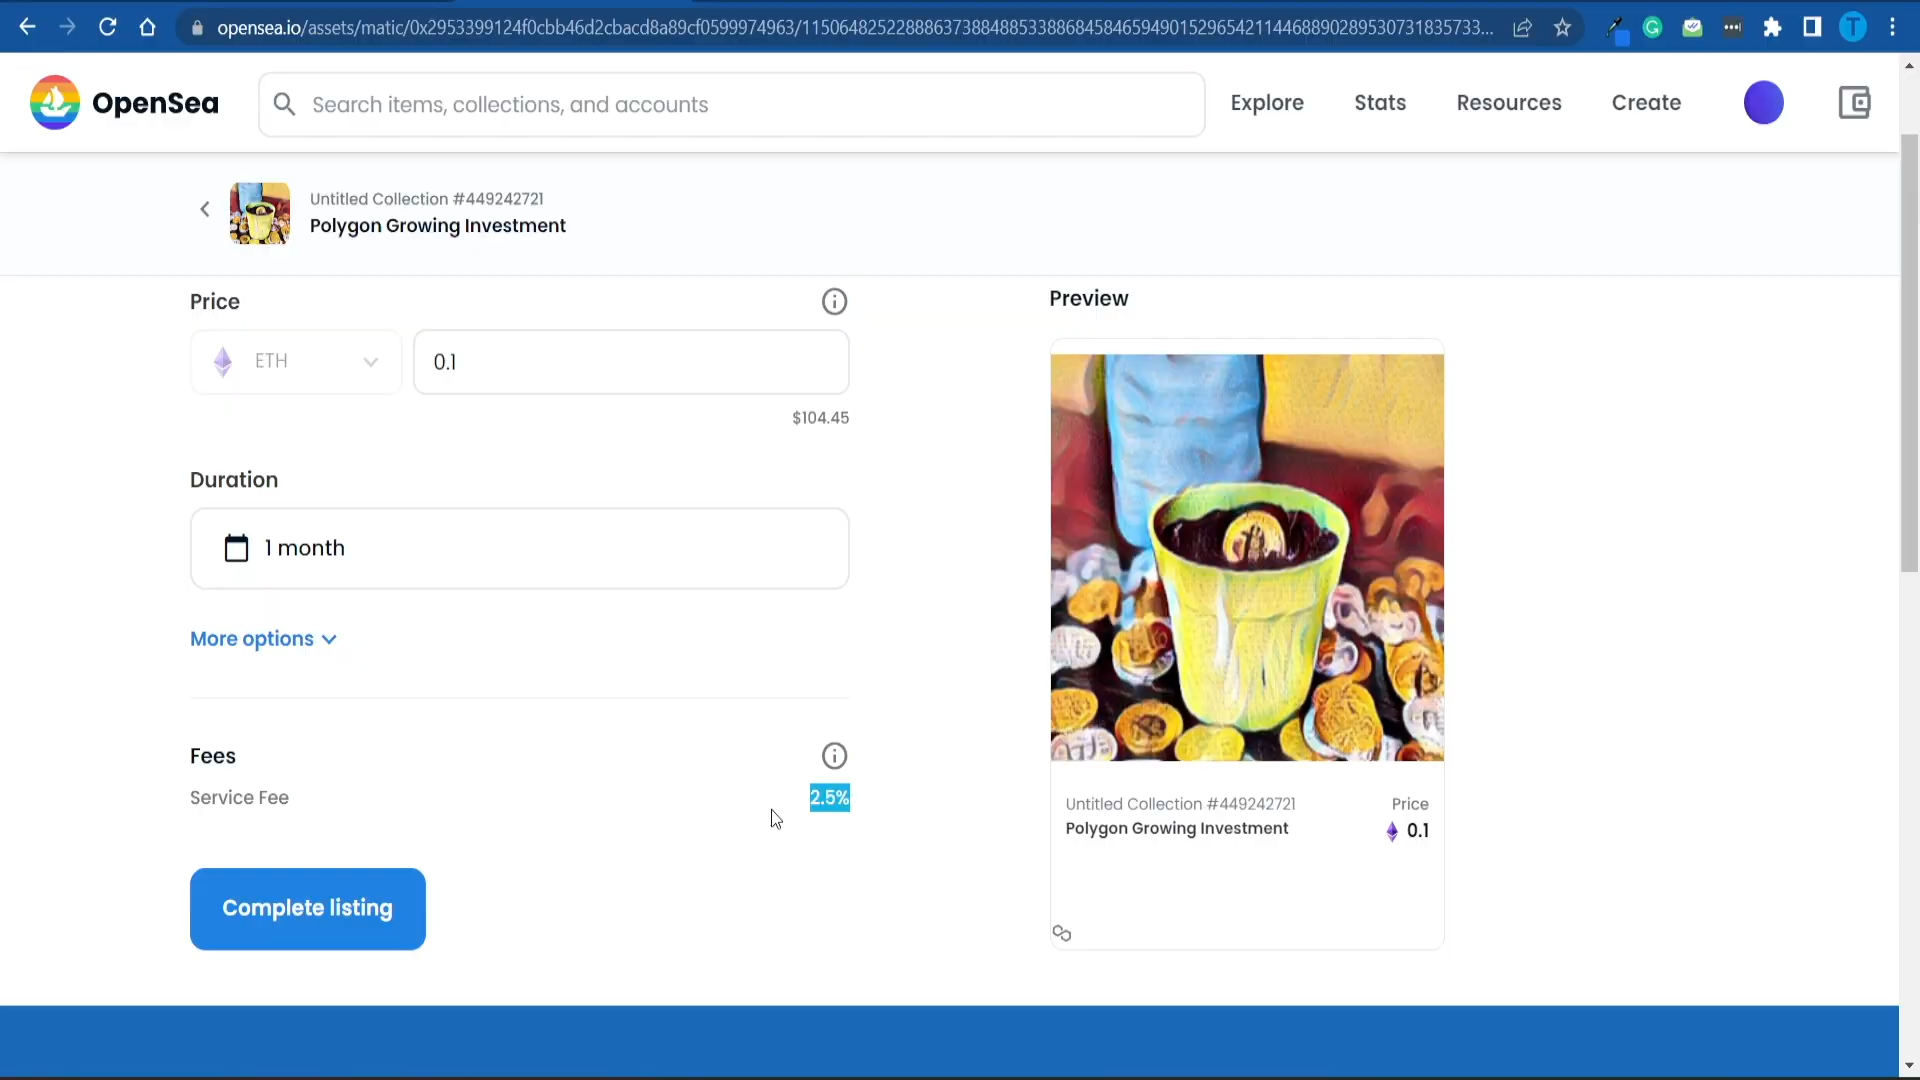 opensea.io/assets/matic/0x2953399124f0cbb46d2cbacd8a89cf0599974963/115064825228886373884885338868458465949015296542114468890289530731835733...
T
OpenSea
Search items, collections, and accounts
Explore
Stats
Resources
Create
Untitled Collection #449242721
Polygon Growing Investment
Price
ETH
0.1
$104.45
Duration
1 month
More options
Fees
Service Fee
2.5%
Complete listing
Preview
Untitled Collection #449242721
Price
Polygon Growing Investment
0.1